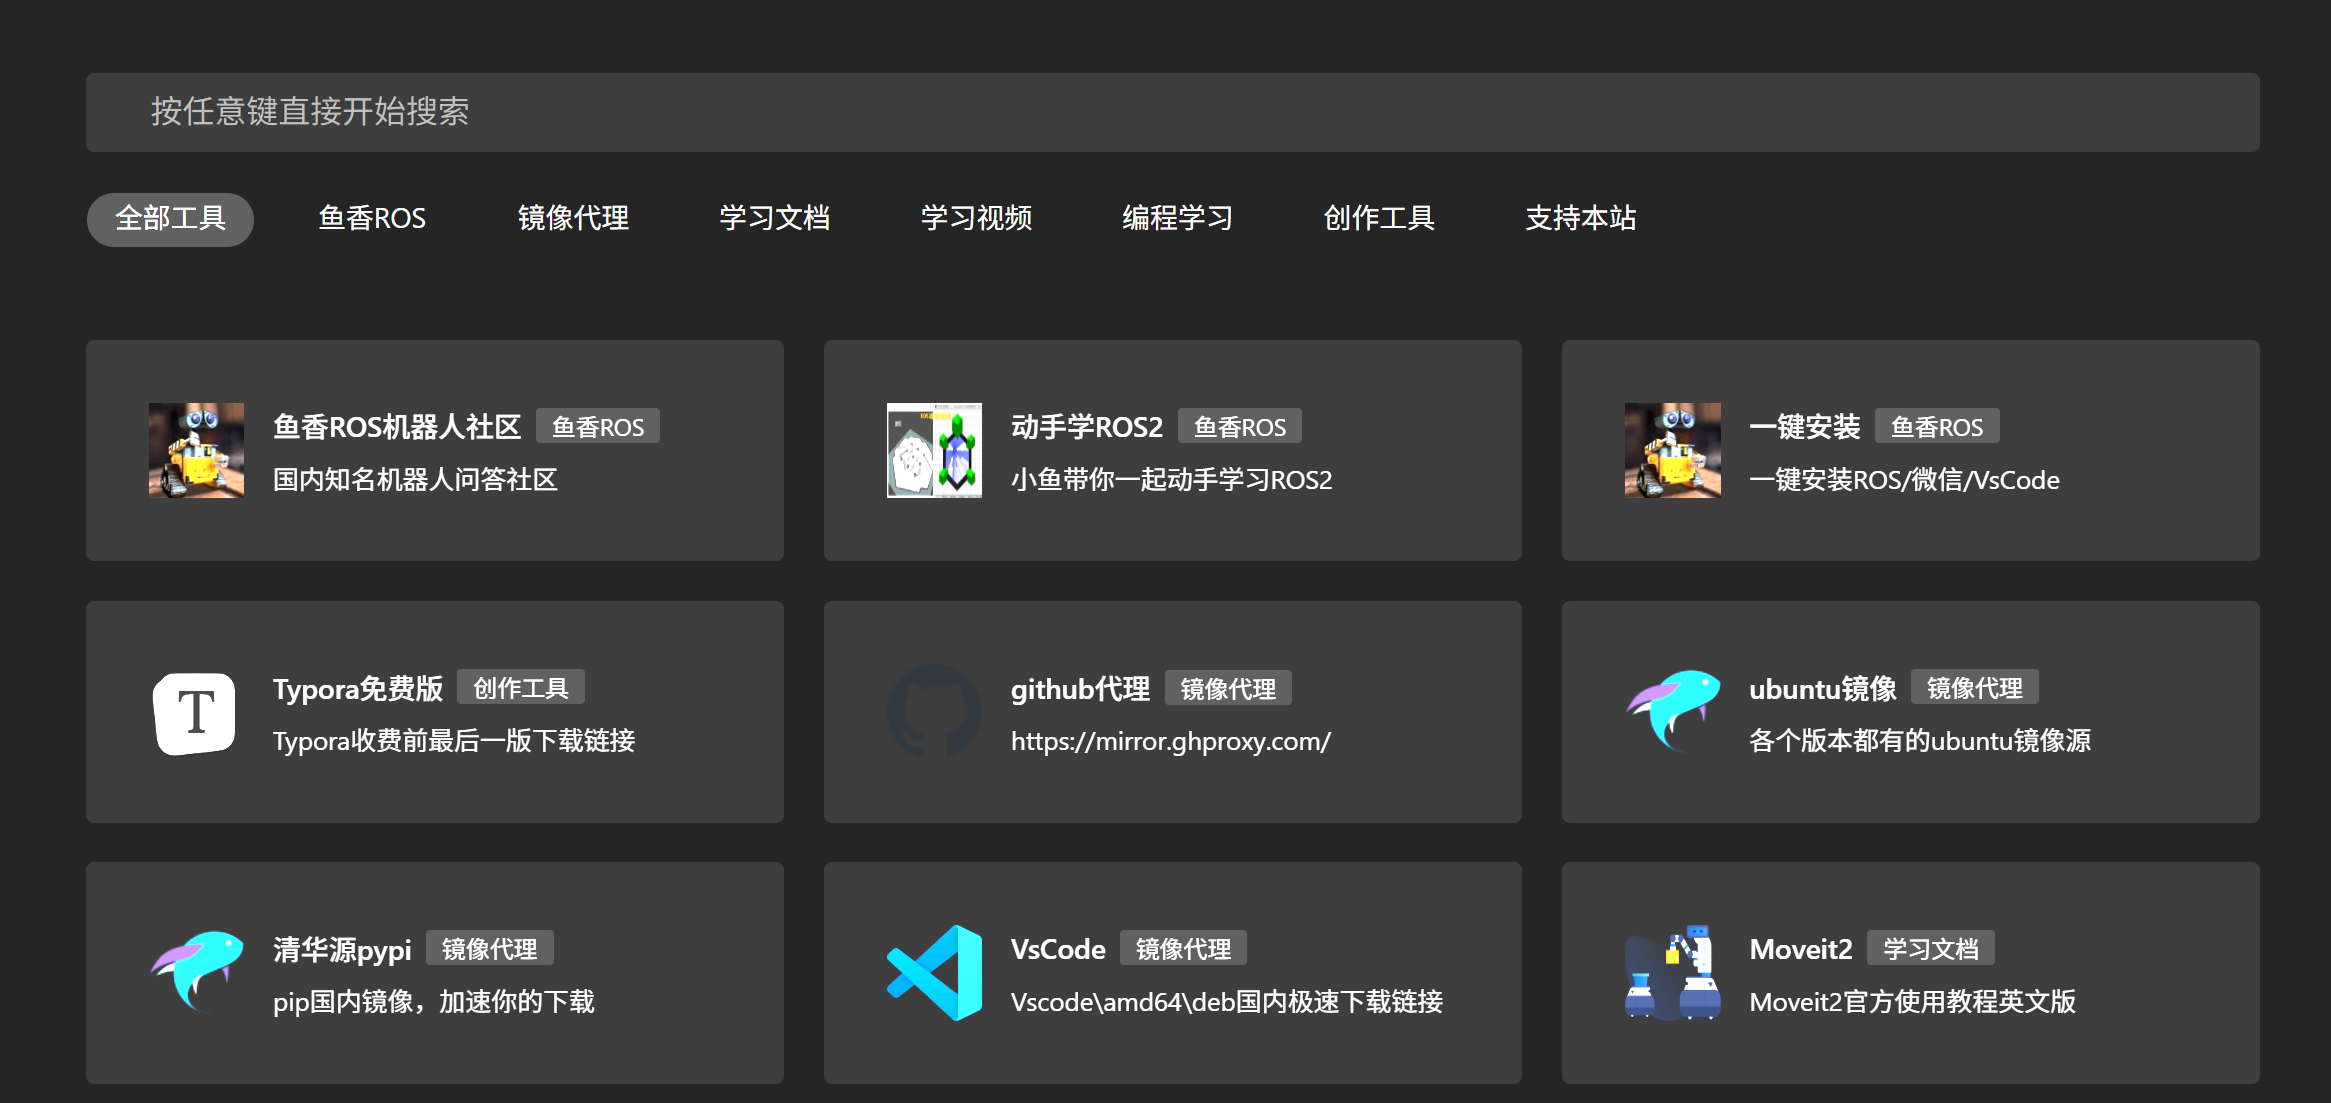 按任意键直接开始搜索
全部工具 鱼香ROS 镜像代理 学习文档 学习视频 编程学习 创作工具 支持本站
鱼香ROS机器人社区 鱼香ROS
国内知名机器人问答社区
动手学ROS2 鱼香ROS
小鱼带你一起动手学习ROS2
一键安装 鱼香ROS
一键安装ROS/微信/VsCode
T
Typora免费版 创作工具
Typora收费前最后一版下载链接
github代理 镜像代理
https://mirror.ghproxy.com/
ubuntu镜像 镜像代理
各个版本都有的ubuntu镜像源
清华源pypi 镜像代理
pip国内镜像，加速你的下载
VsCode 镜像代理
Vscode\amd64\deb国内极速下载链接
Moveit2 学习文档
Moveit2官方使用教程英文版